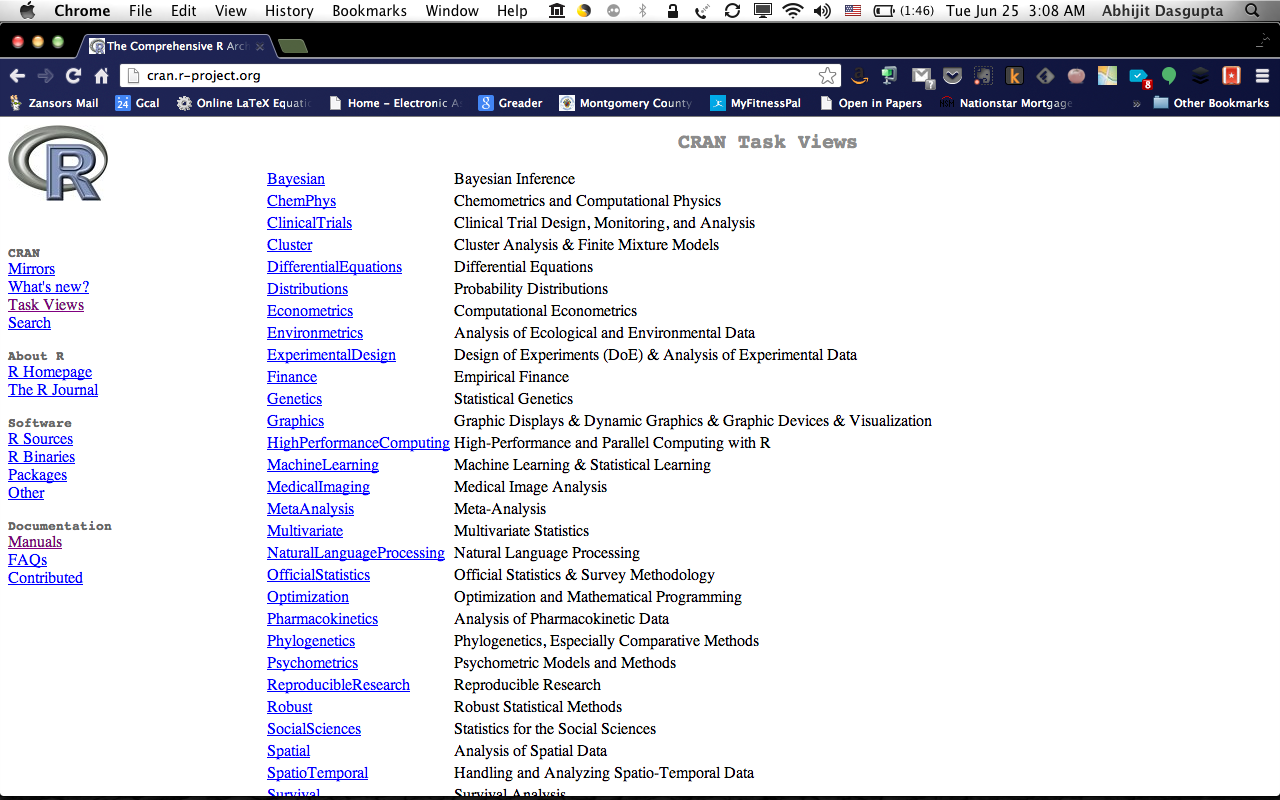 Chrome File Edit View History Bookmarks Window Help (1:46) Tue Jun 25 3:08 AM Abhijit Dasgupta
The Comprehensive R Arc
cran.r-project.org
Zansors Mail 24 Gcal Online LaTeX Equati Home – Electronic A Greader Montgomery County MyFitnessPal Open in Papers Nationstar Mortgage » Other Bookmarks
R
CRAN
Mirrors
What's new?
Task Views
Search
About R
R Homepage
The R Journal
Software
R Sources
R Binaries
Packages
Other
Documentation
Manuals
FAQs
Contributed
CRAN Task Views
Bayesian Bayesian Inference
ChemPhys Chemometrics and Computational Physics
ClinicalTrials Clinical Trial Design, Monitoring, and Analysis
Cluster Cluster Analysis & Finite Mixture Models
DifferentialEquations Differential Equations
Distributions Probability Distributions
Econometrics Computational Econometrics
Environmetrics Analysis of Ecological and Environmental Data
ExperimentalDesign Design of Experiments (DoE) & Analysis of Experimental Data
Finance Empirical Finance
Genetics Statistical Genetics
Graphics Graphic Displays & Dynamic Graphics & Graphic Devices & Visualization
HighPerformanceComputing High-Performance and Parallel Computing with R
MachineLearning Machine Learning & Statistical Learning
MedicalImaging Medical Image Analysis
MetaAnalysis Meta-Analysis
Multivariate Multivariate Statistics
NaturalLanguageProcessing Natural Language Processing
OfficialStatistics Official Statistics & Survey Methodology
Optimization Optimization and Mathematical Programming
Pharmacokinetics Analysis of Pharmacokinetic Data
Phylogenetics Phylogenetics, Especially Comparative Methods
Psychometrics Psychometric Models and Methods
ReproducibleResearch Reproducible Research
Robust Robust Statistical Methods
SocialSciences Statistics for the Social Sciences
Spatial Analysis of Spatial Data
SpatioTemporal Handling and Analyzing Spatio-Temporal Data
Survival Survival Analysis